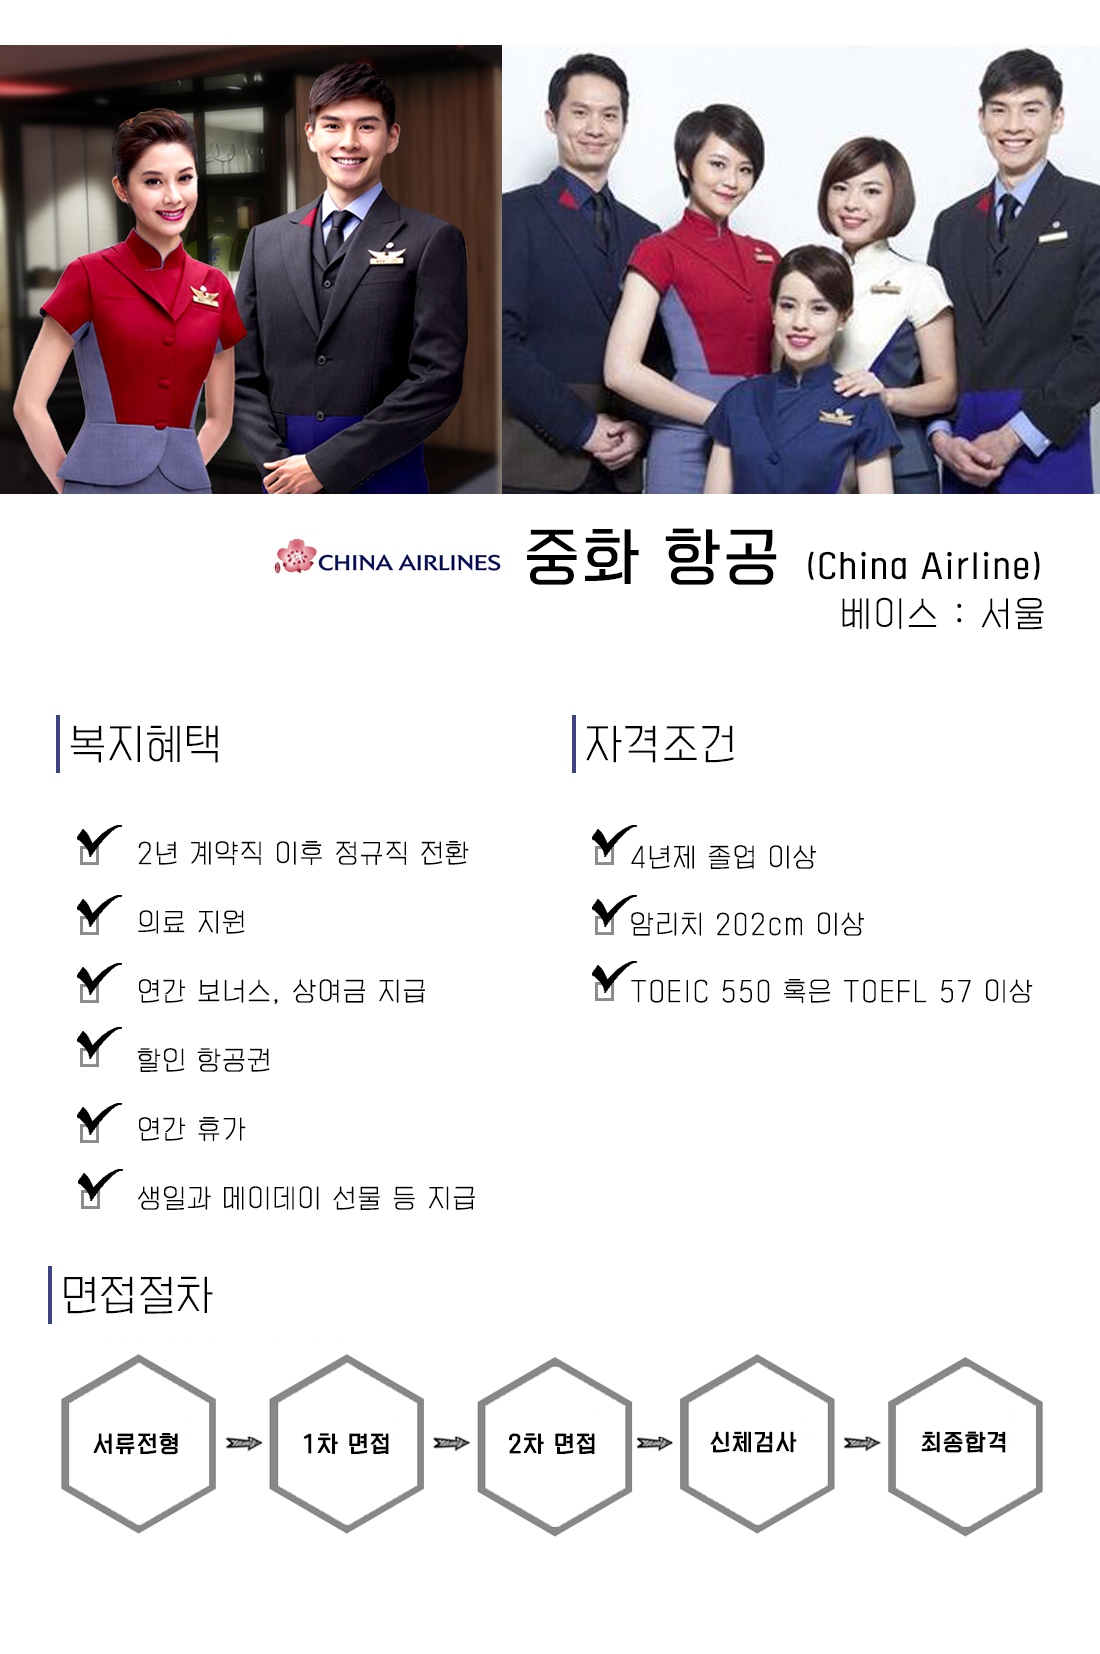 CHINA AIRLINES 중화 항공 (China Airline)
베이스 : 서울
복지혜택
2년 계약직 이후 정규직 전환
의료 지원
연간 보너스, 상여금 지급
할인 항공권
연간 휴가
생일과 메이데이 선물 등 지급
자격조건
4년제 졸업 이상
암리치 202cm 이상
TOEIC 550 혹은 TOEFL 57 이상
면접절차
서류전형
1차 면접
2차 면접
신체검사
최종합격